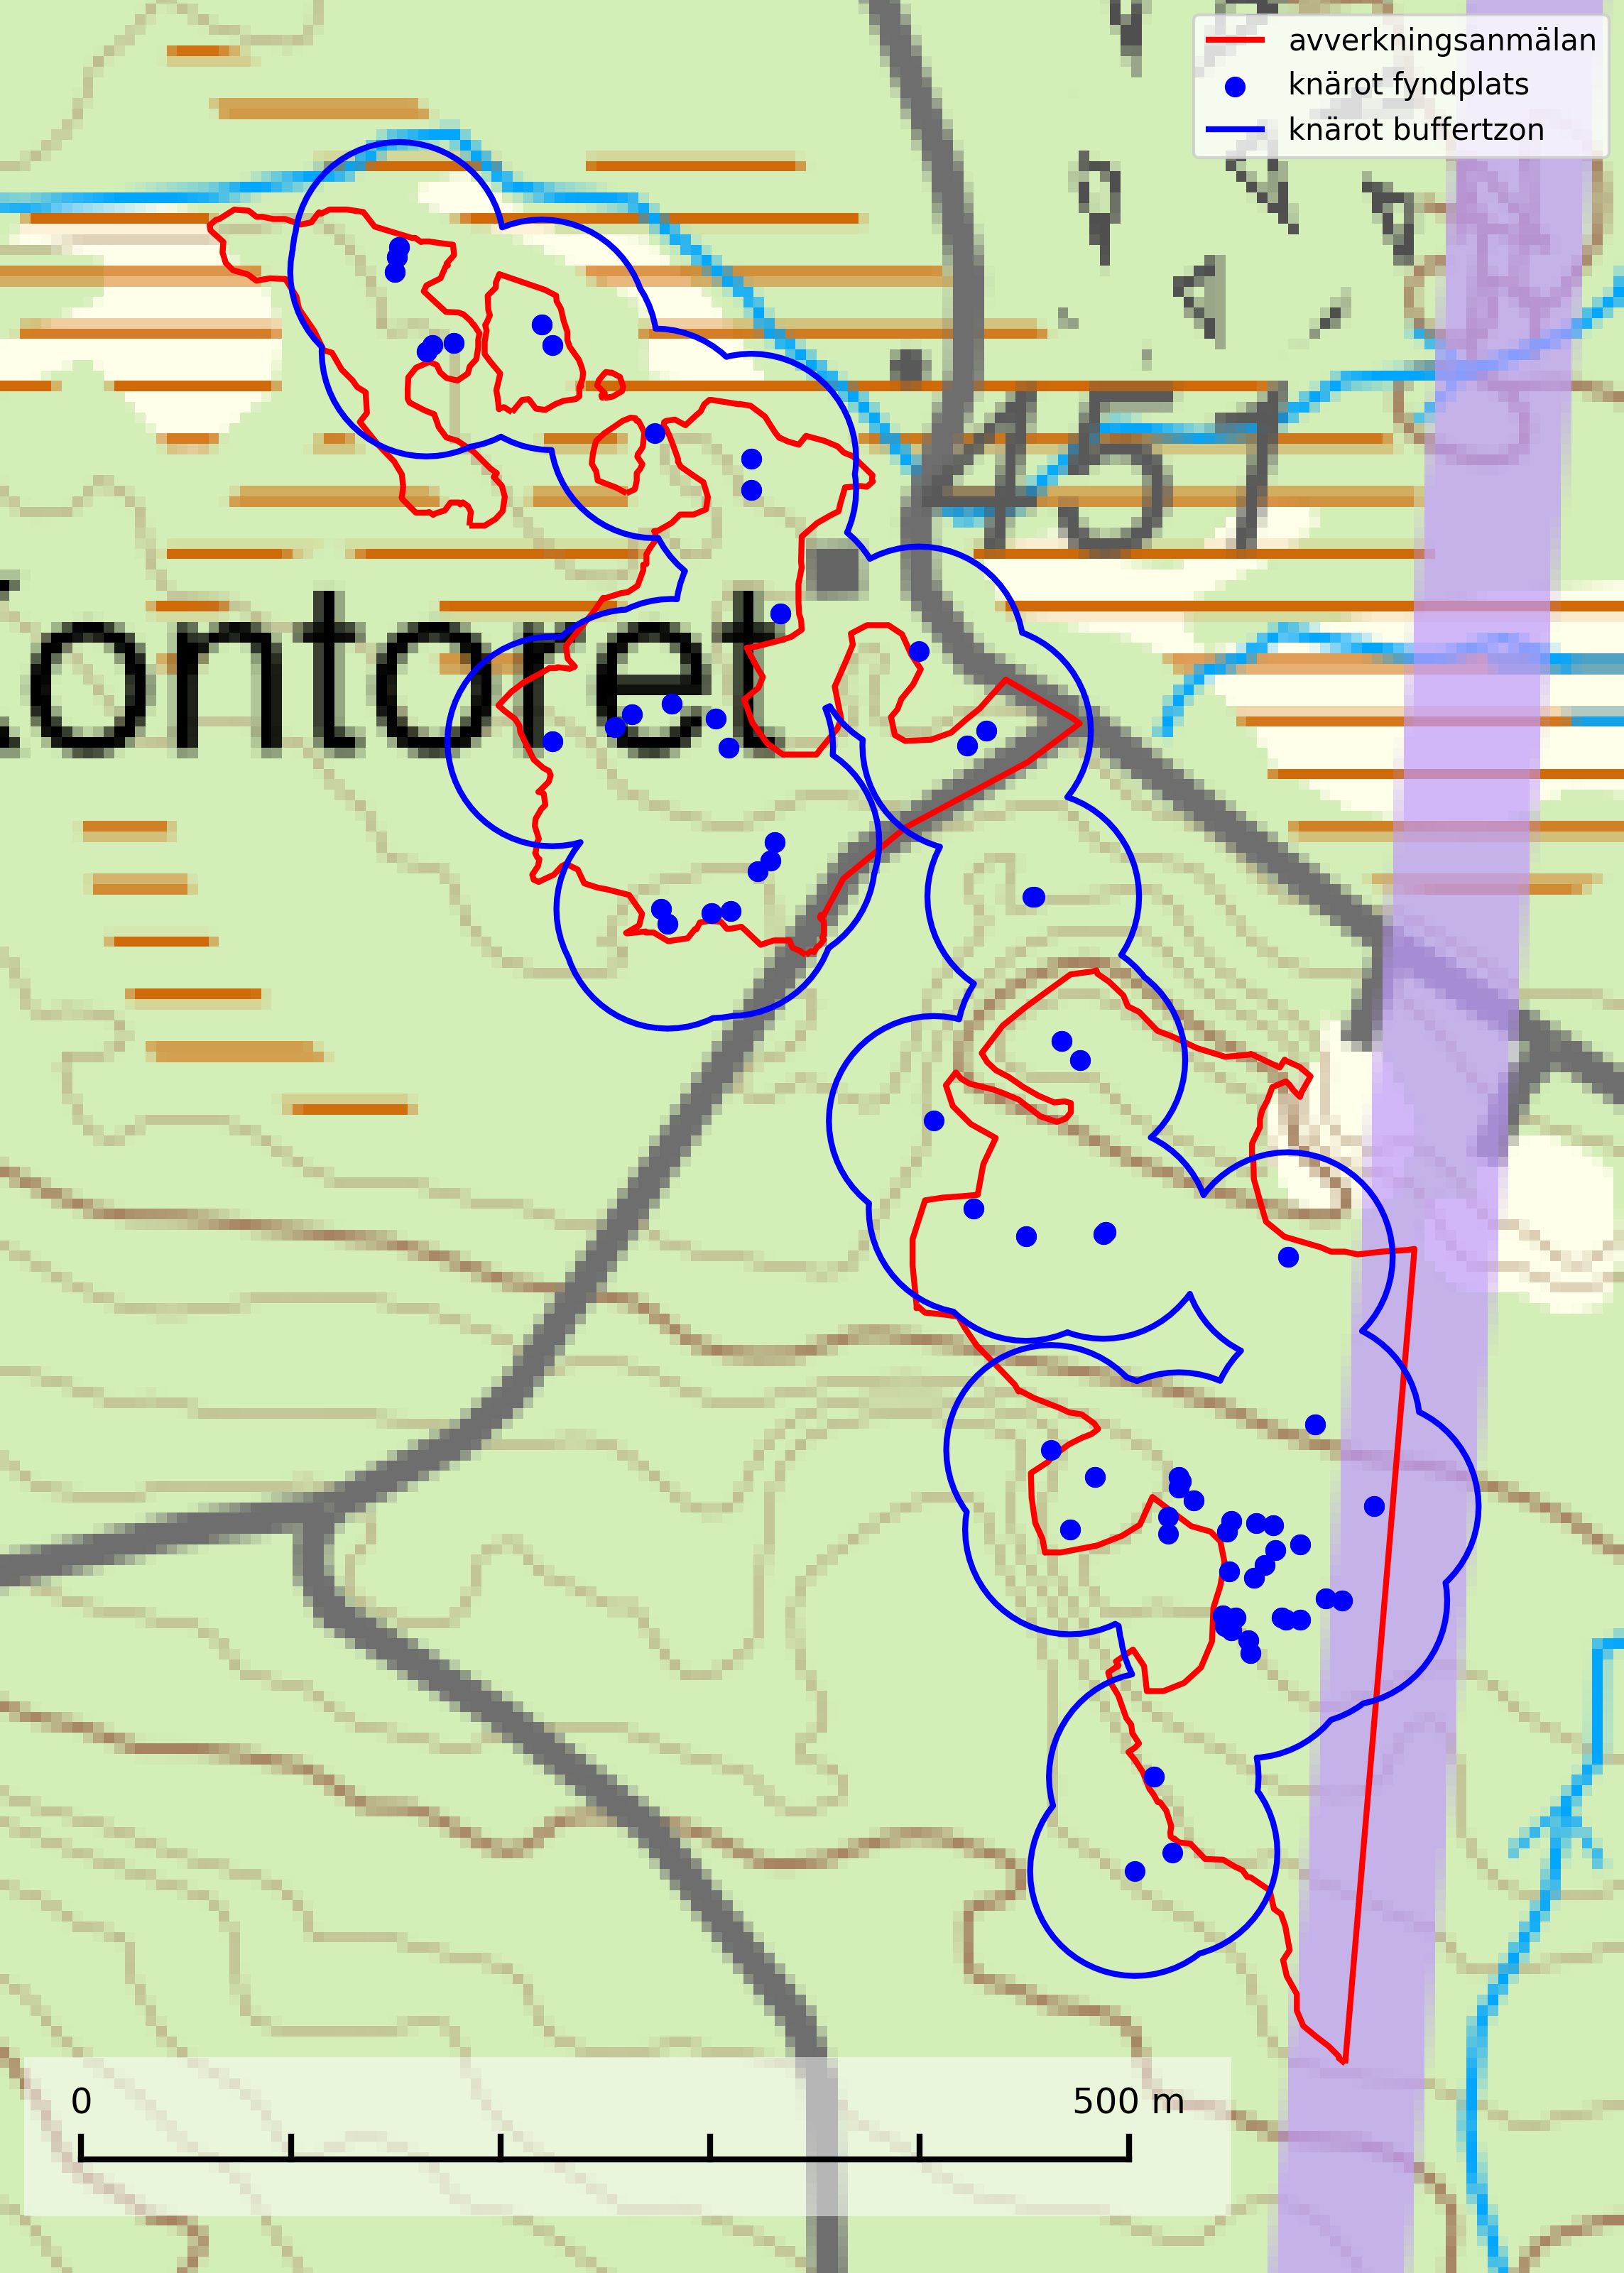 avverkningsanmälan
knärot fyndplats
knärot buffertzon
451
ontoret
0 500 m